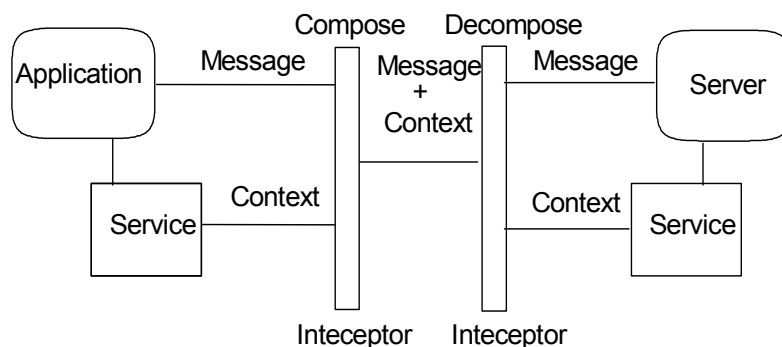 Compose
Decompose
Application
Message
Message
+
Context
Message
Server
Service
Context
Context
Service
Inteceptor
Inteceptor